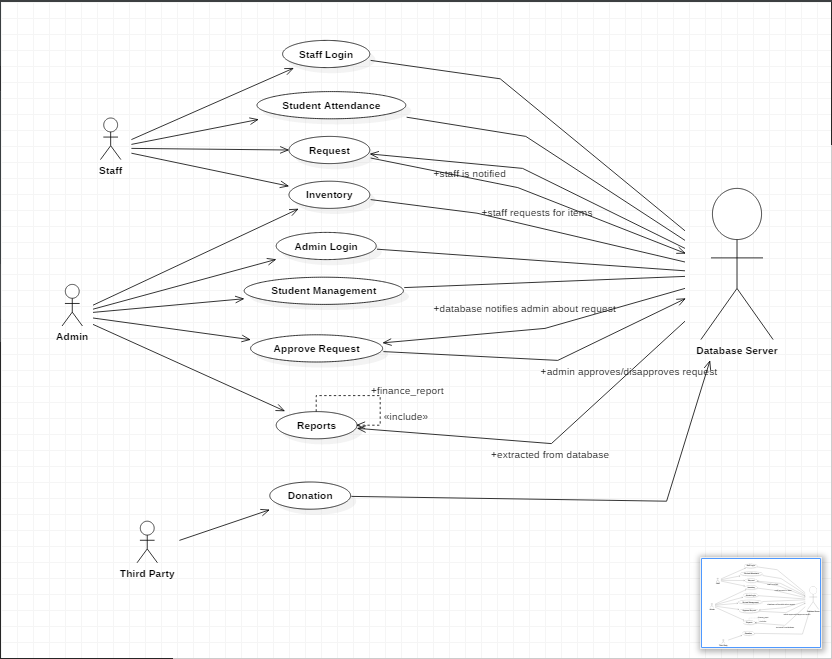 Staff Login
Student Attendance
Request
+staff is notified
Staff
Inventory
+staff requests for items
Admin Login
Student Management
+database notifies admin about request
Admin
Approve Request
Database Server
+admin approves/disapproves request
+finance_report
«include»
Reports
+extracted from database
Donation
Third Party